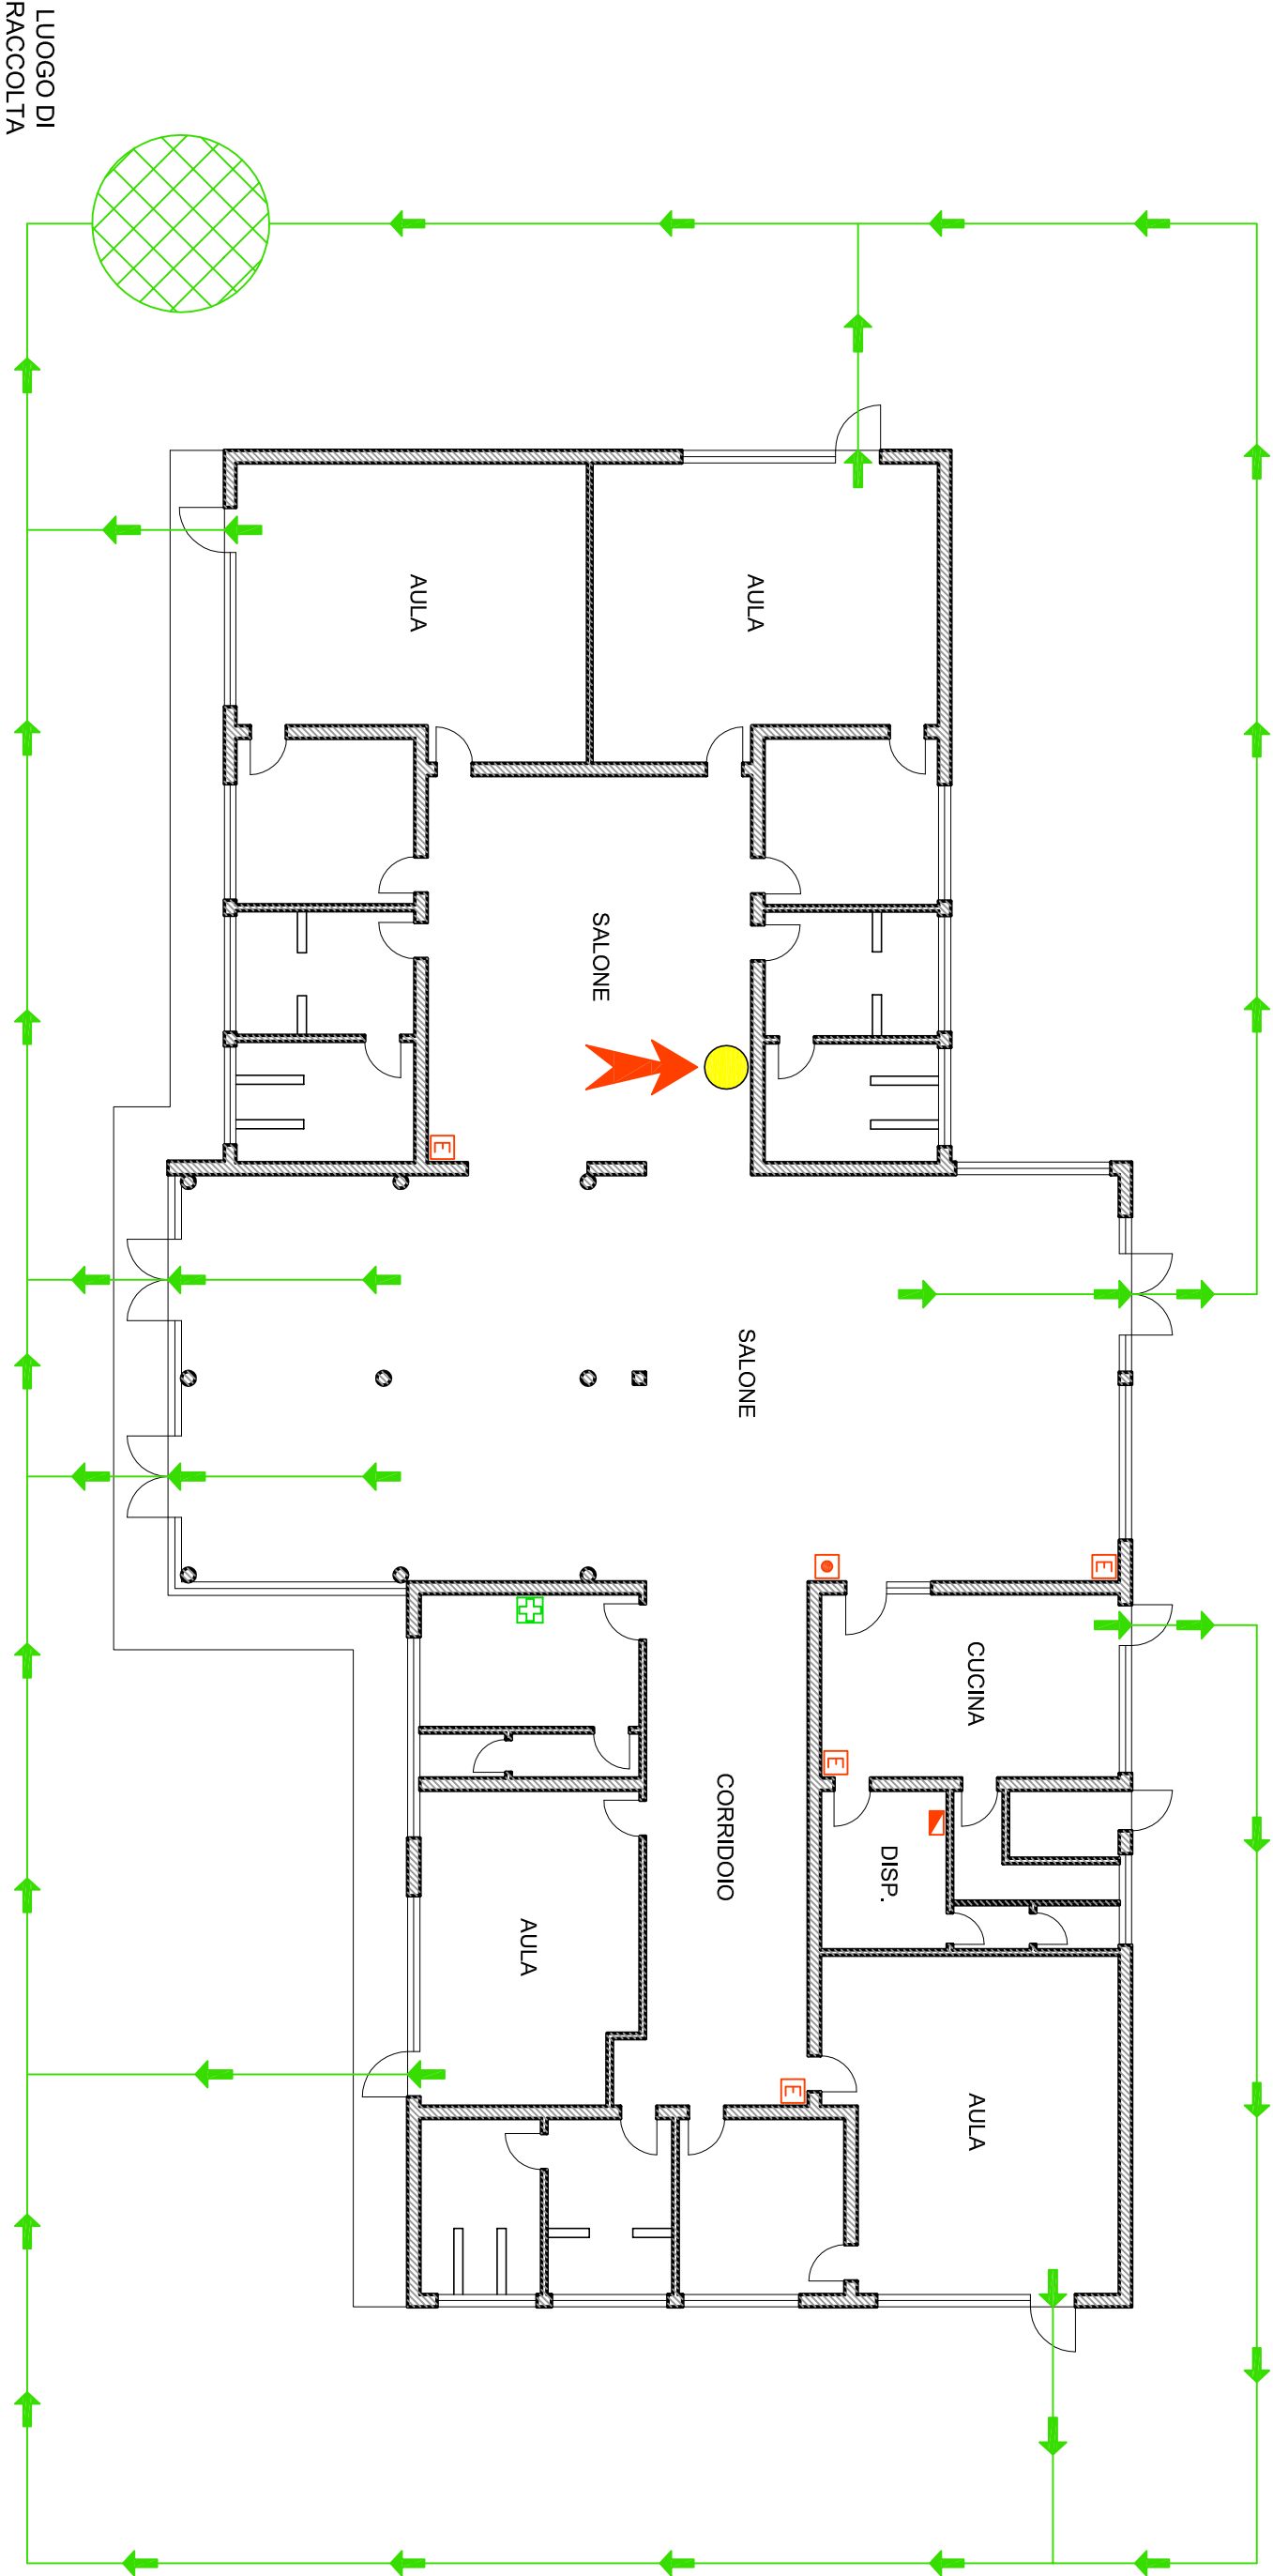 LUOGO DI
RACCOLTA
AULA
AULA
SALONE
E
SALONE
E
CUCINA
E
CORRIDOIO
DISP.
AULA
E
AULA